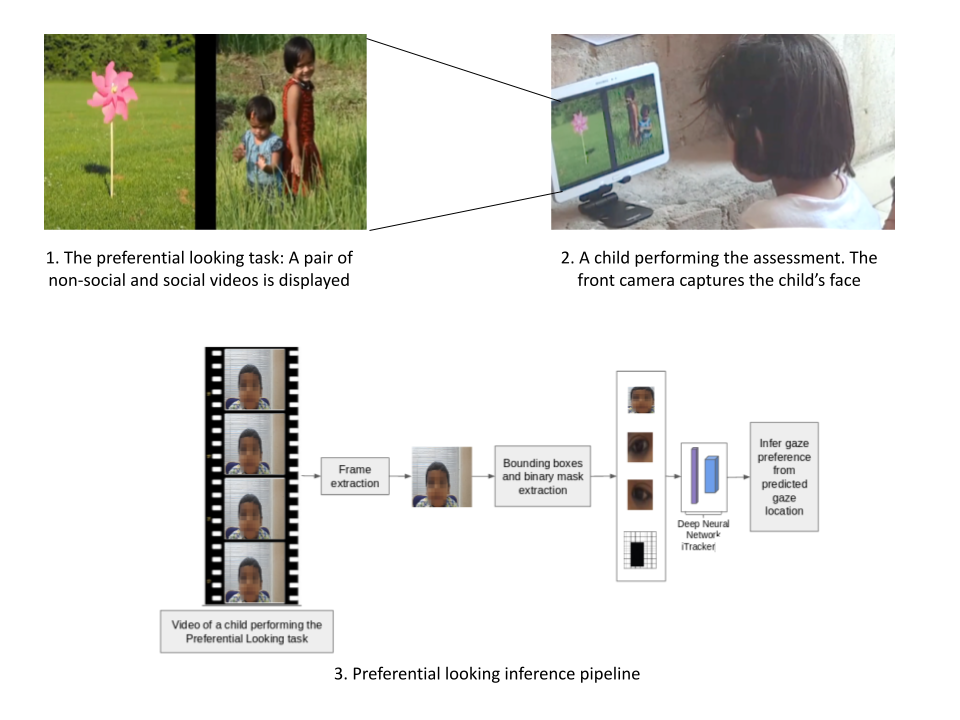 1. The preferential looking task: A pair of
non-social and social videos is displayed
2. A child performing the assessment. The
front camera captures the child's face
Frame
extraction
Bounding boxes
and binary mask
extraction
Deep Neural
Network
iTracker
Infer gaze
preference
from
predicted
gaze
location
Video of a child performing the
Preferential Looking task
3. Preferential looking inference pipeline